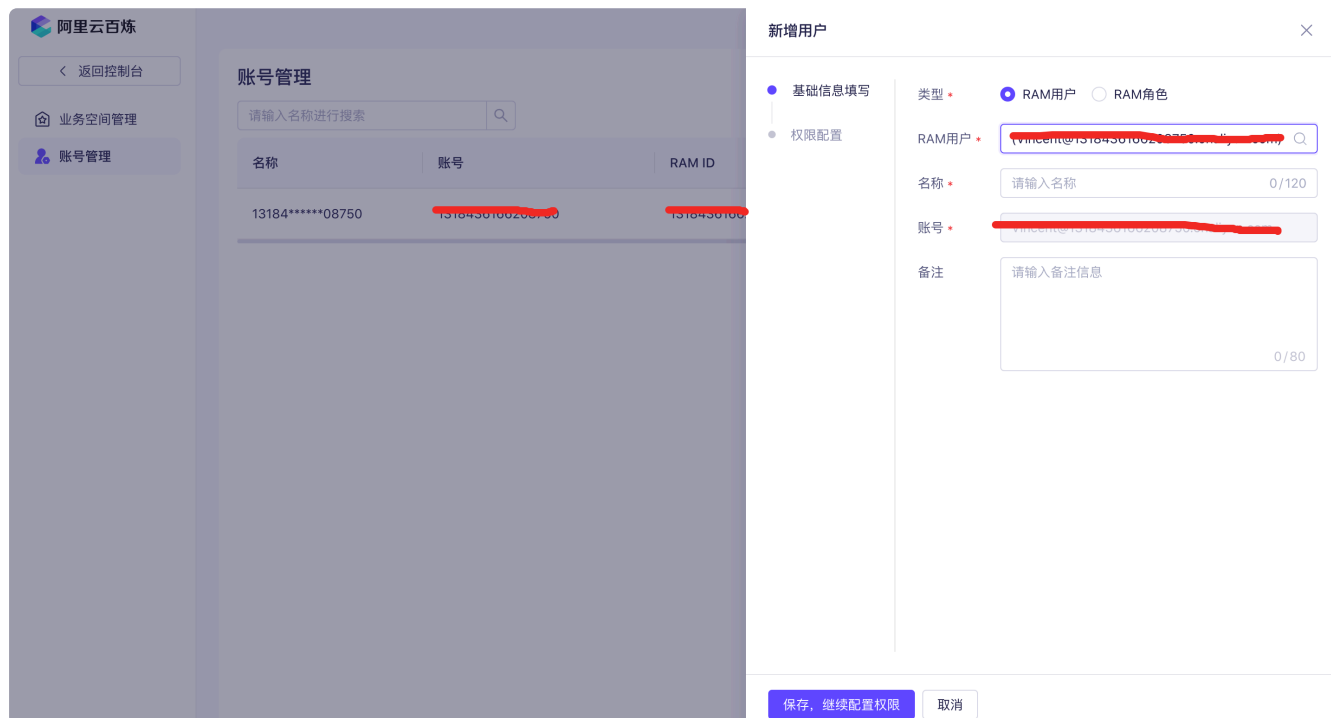 阿里云百炼
返回控制台
业务空间管理
账号管理
账号管理
请输入名称进行搜索
名称 账号 RAM ID
13184******08750
新增用户
基础信息填写
权限配置
类型 * RAM用户 RAM角色
RAM用户 *
名称 * 请输入名称 0/120
账号 *
备注 请输入备注信息
0/80
保存，继续配置权限 取消